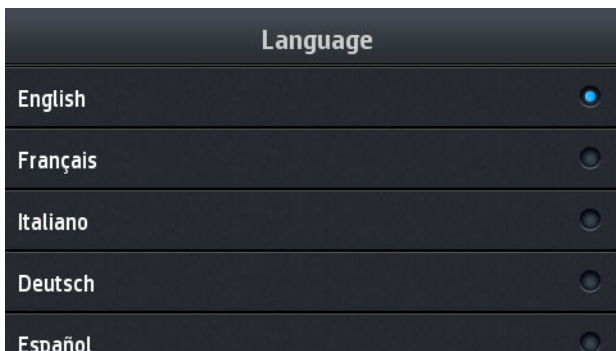 Language
English
Français
Italiano
Deutsch
Español